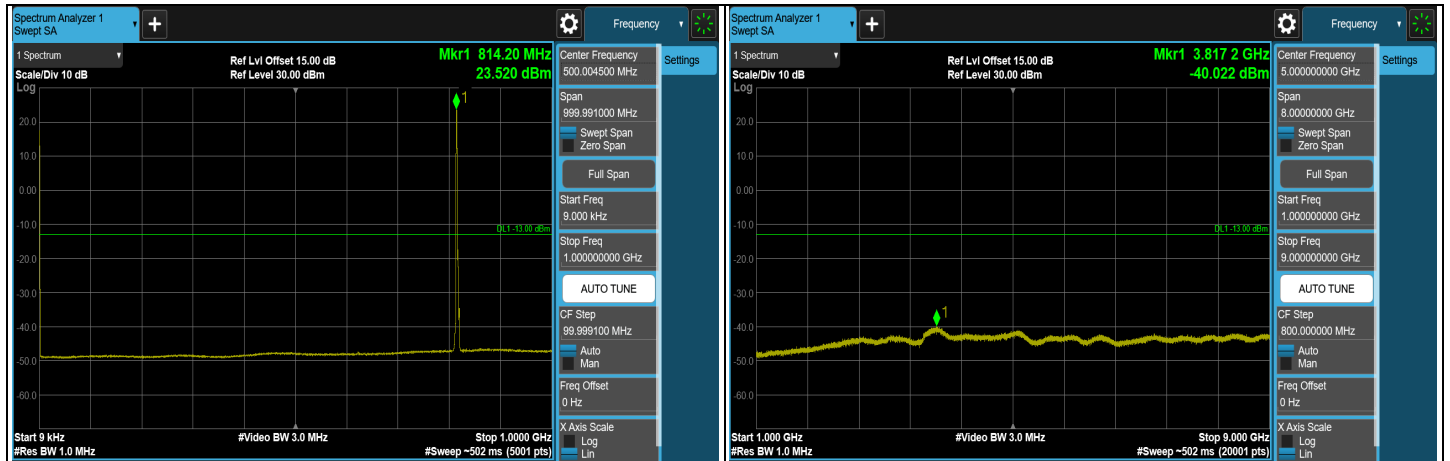 Spectrum Analyzer 1
Swept SA
+
Frequency
1 Spectrum
Scale/Div 10 dB
Ref Lvl Offset 15.00 dB
Ref Level 30.00 dBm
Mkr1 814.20 MHz
23.520 dBm
Log
1
20.0
10.0
0.00
-10.0
-20.0
-30.0
-40.0
-50.0
-60.0
DL1 -13.00 dBm
Start 9 kHz
#Res BW 1.0 MHz
#Video BW 3.0 MHz
Stop 1.0000 GHz
#Sweep ~502 ms (5001 pts)
Center Frequency
500.004500 MHz
Span
999.991000 MHz
Swept Span
Zero Span
Full Span
Start Freq
9.000 kHz
Stop Freq
1.000000000 GHz
AUTO TUNE
CF Step
99.999100 MHz
Auto
Man
Freq Offset
0 Hz
X Axis Scale
Log
Lin
Settings
Spectrum Analyzer 1
Swept SA
+
Frequency
1 Spectrum
Scale/Div 10 dB
Ref Lvl Offset 15.00 dB
Ref Level 30.00 dBm
Mkr1 3.817 2 GHz
-40.022 dBm
Log
1
20.0
10.0
0.00
-10.0
-20.0
-30.0
-40.0
-50.0
-60.0
DL1 -13.00 dBm
Start 1.000 GHz
#Res BW 1.0 MHz
#Video BW 3.0 MHz
Stop 9.000 GHz
#Sweep ~502 ms (20001 pts)
Center Frequency
5.000000000 GHz
Span
8.00000000 GHz
Swept Span
Zero Span
Full Span
Start Freq
1.000000000 GHz
Stop Freq
9.000000000 GHz
AUTO TUNE
CF Step
800.000000 MHz
Auto
Man
Freq Offset
0 Hz
X Axis Scale
Log
Lin
Settings